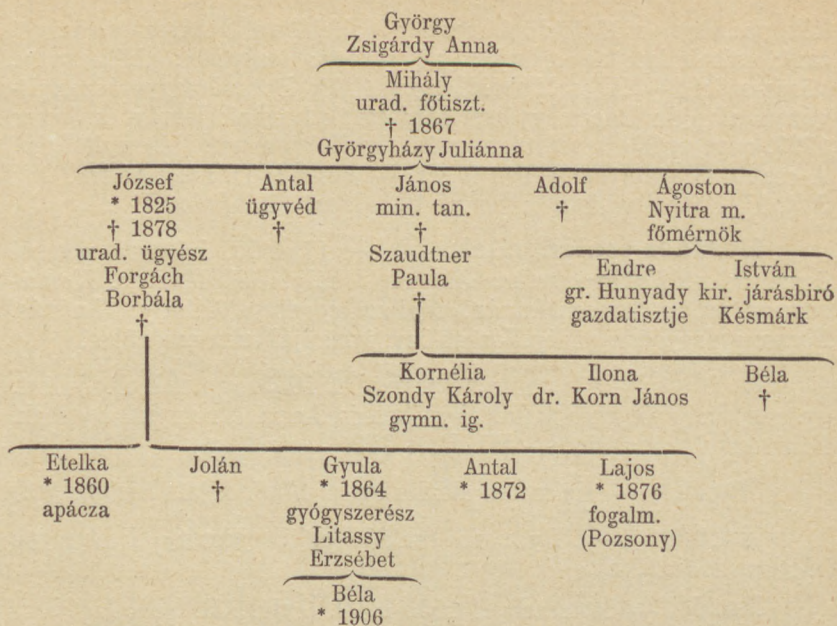 György
Zsigárdy Anna
Mihály
urad. főtiszt.
† 1867
Györgyházy Juliánna
József Antal János Adolf Ágoston
* 1825 ügyvéd min. tan. † Nyitra m.
† 1878 † † főmérnök
urad. ügyész Szaudtner
Forgách Paula
Borbála †
†
Endre István
gr. Hunyady kir. járásbiró
gazdatisztje Késmárk
Kornélia Ilona Béla
Szondy Károly dr. Korn János †
gymn. ig.
Etelka Jolán Gyula Antal Lajos
* 1860 † * 1864 * 1872 * 1876
apácza gyógyszerész fogalm.
Litassy (Pozsony)
Erzsébet
Béla
* 1906